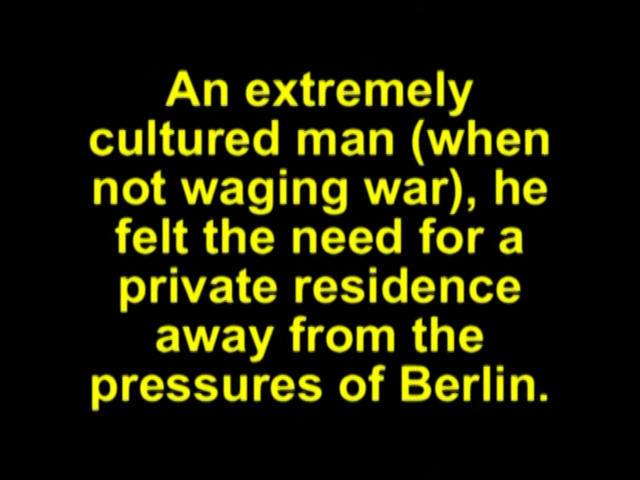 An extremely
cultured man (when
not waging war), he
felt the need for a
private residence
away from the
pressures of Berlin.